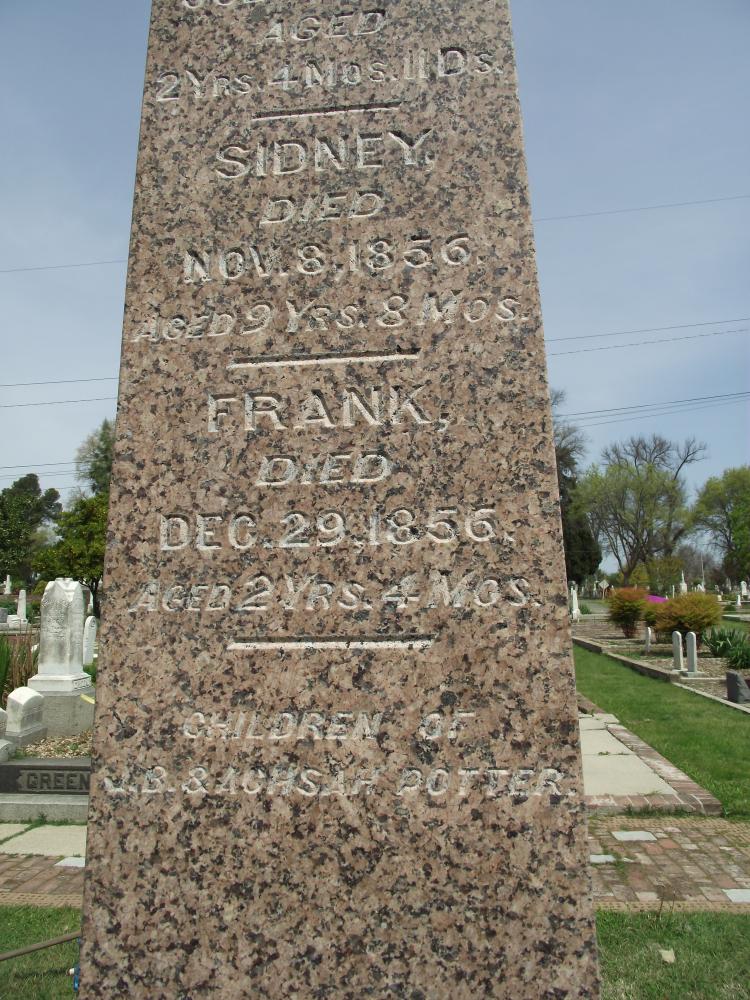 AGED
2 YRS. 4 MOS. 11 DS.
SIDNEY,
DIED
NOV. 8, 1856.
AGED 9 YRS. 8 MOS.
FRANK,
DIED
DEC. 29, 1856.
AGED 2 YRS. 4 MOS.
CHILDREN OF
J.B. & ACHSAH POTTER.
GREEN